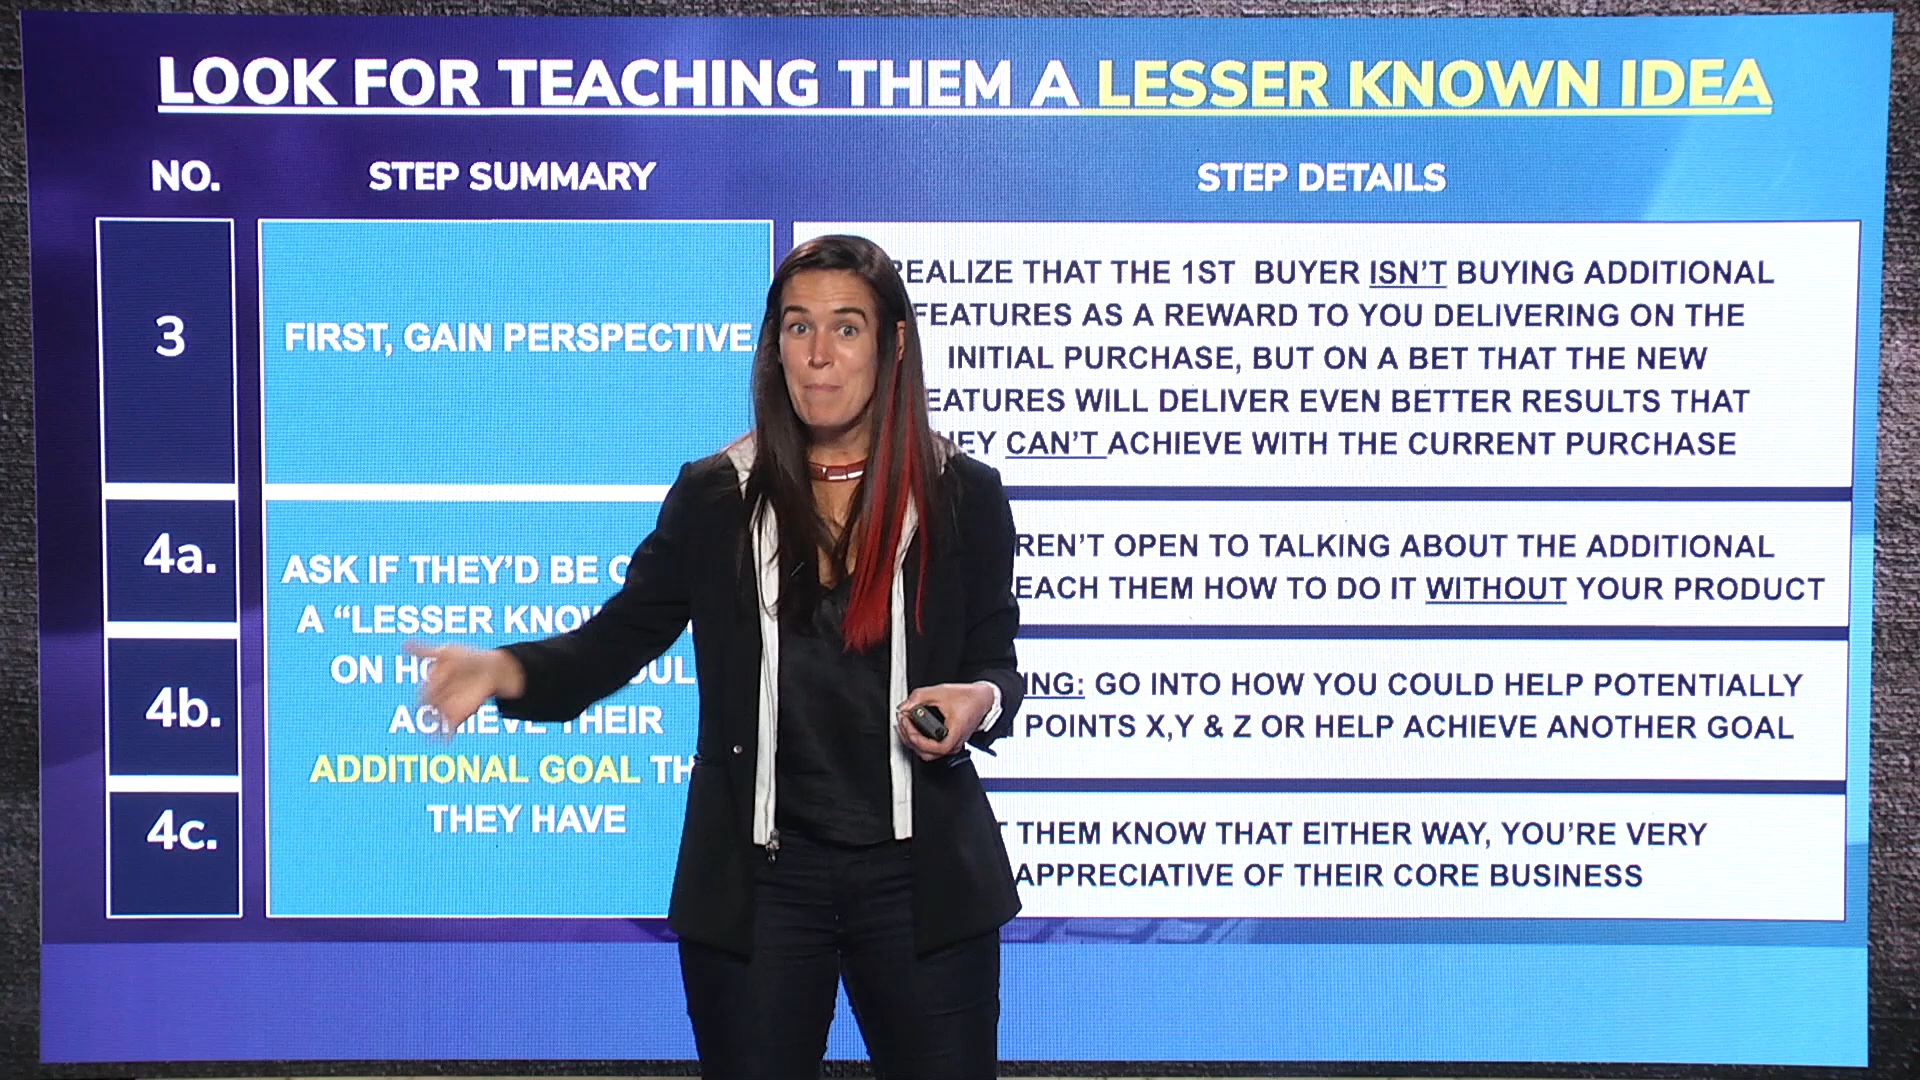 LOOK FOR TEACHING THEM A LESSER KNOWN IDEA
NO.
STEP SUMMARY
STEP DETAILS
3
FIRST, GAIN PERSPECTIVE
REALIZE THAT THE 1ST BUYER ISN'T BUYING ADDITIONAL
FEATURES AS A REWARD TO YOU DELIVERING ON THE
INITIAL PURCHASE, BUT ON A BET THAT THE NEW
FEATURES WILL DELIVER EVEN BETTER RESULTS THAT
CAN'T ACHIEVE WITH THE CURRENT PURCHASE
4a.
4b.
4c.
ASK IF THEY'D BE
A “LESSER
ON
ACHIEVE THEIR
ADDITIONAL GOAL
THEY HAVE
OPEN TO TALKING ABOUT THE ADDITIONAL
THEM HOW TO DO IT WITHOUT YOUR PRODUCT
GO INTO HOW YOU COULD HELP POTENTIALLY
POINTS X,Y & Z OR HELP ACHIEVE ANOTHER GOAL
THEM KNOW THAT EITHER WAY, YOU'RE VERY
APPRECIATIVE OF THEIR CORE BUSINESS